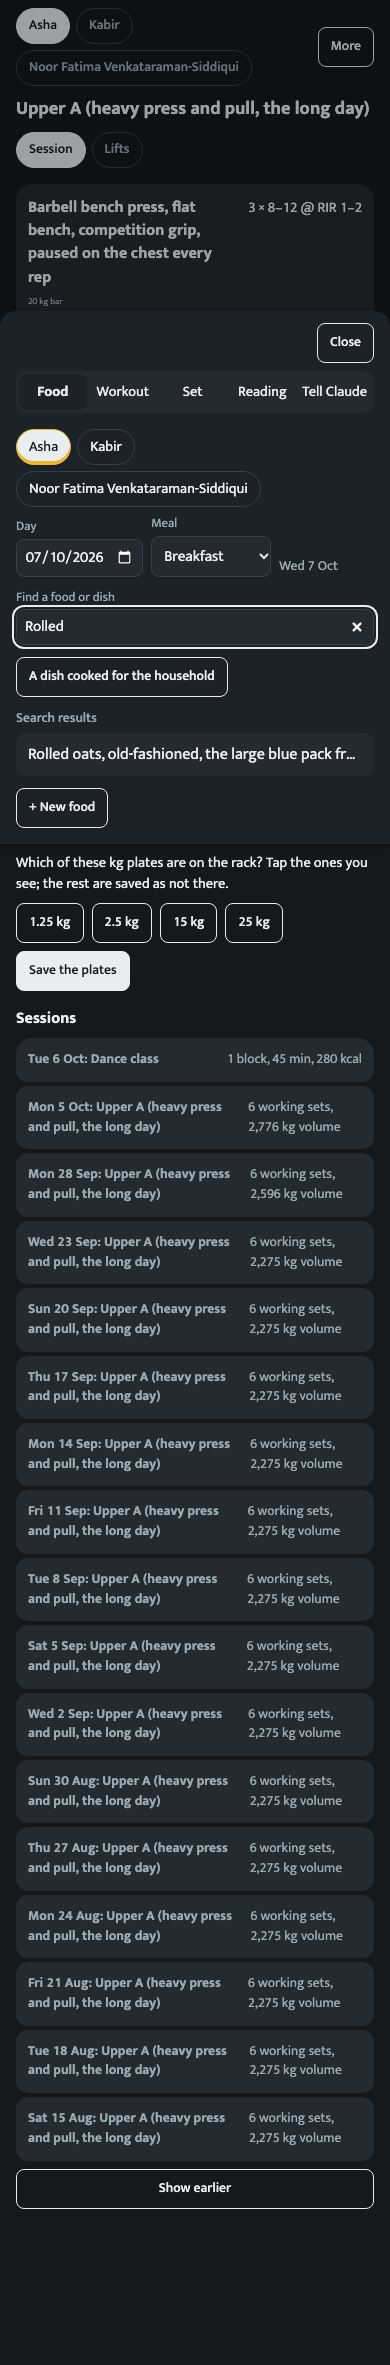 Asha
Kabir
Noor Fatima Venkataraman-Siddiqui
More
Upper A (heavy press and pull, the long day)
Session
Lifts
Barbell bench press, flat
bench, competition grip,
paused on the chest every
rep
3 × 8–12 @ RIR 1–2
20 kg bar
Close
Food
Workout
Set
Reading
Tell Claude
Asha
Kabir
Noor Fatima Venkataraman-Siddiqui
Day
Meal
07/10/2026
Breakfast
Wed 7 Oct
Find a food or dish
Rolled
A dish cooked for the household
Search results
Rolled oats, old-fashioned, the large blue pack fr…
+ New food
Which of these kg plates are on the rack? Tap the ones you
see; the rest are saved as not there.
1.25 kg
2.5 kg
15 kg
25 kg
Save the plates
Sessions
Tue 6 Oct: Dance class
1 block, 45 min, 280 kcal
Mon 5 Oct: Upper A (heavy press
and pull, the long day)
6 working sets,
2,776 kg volume
Mon 28 Sep: Upper A (heavy press
and pull, the long day)
6 working sets,
2,596 kg volume
Wed 23 Sep: Upper A (heavy press
and pull, the long day)
6 working sets,
2,275 kg volume
Sun 20 Sep: Upper A (heavy press
and pull, the long day)
6 working sets,
2,275 kg volume
Thu 17 Sep: Upper A (heavy press
and pull, the long day)
6 working sets,
2,275 kg volume
Mon 14 Sep: Upper A (heavy press
and pull, the long day)
6 working sets,
2,275 kg volume
Fri 11 Sep: Upper A (heavy press
and pull, the long day)
6 working sets,
2,275 kg volume
Tue 8 Sep: Upper A (heavy press
and pull, the long day)
6 working sets,
2,275 kg volume
Sat 5 Sep: Upper A (heavy press
and pull, the long day)
6 working sets,
2,275 kg volume
Wed 2 Sep: Upper A (heavy press
and pull, the long day)
6 working sets,
2,275 kg volume
Sun 30 Aug: Upper A (heavy press
and pull, the long day)
6 working sets,
2,275 kg volume
Thu 27 Aug: Upper A (heavy press
and pull, the long day)
6 working sets,
2,275 kg volume
Mon 24 Aug: Upper A (heavy press
and pull, the long day)
6 working sets,
2,275 kg volume
Fri 21 Aug: Upper A (heavy press
and pull, the long day)
6 working sets,
2,275 kg volume
Tue 18 Aug: Upper A (heavy press
and pull, the long day)
6 working sets,
2,275 kg volume
Sat 15 Aug: Upper A (heavy press
and pull, the long day)
6 working sets,
2,275 kg volume
Show earlier